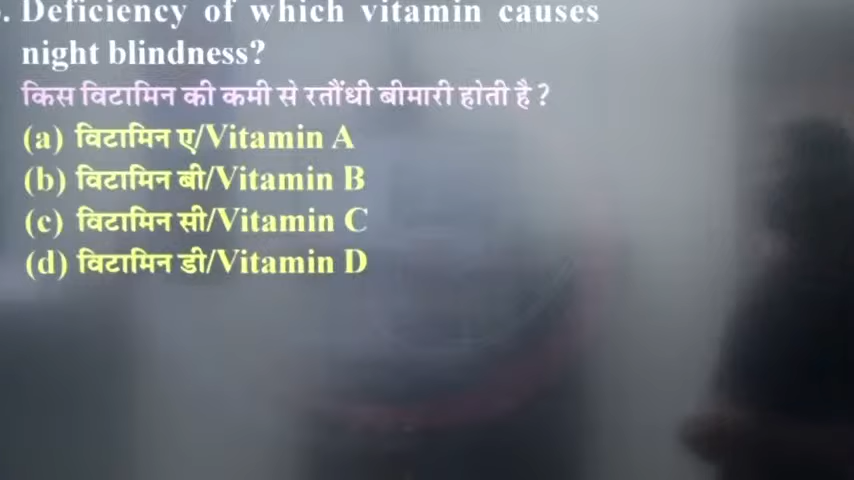 . Deficiency of which vitamin causes
night blindness?
किस विटामिन की कमी से रतौंधी बीमारी होती है ?
(a) विटामिन ए/Vitamin A
(b) विटामिन बी/Vitamin B
(c) विटामिन सी/Vitamin C
(d) विटामिन डी/Vitamin D